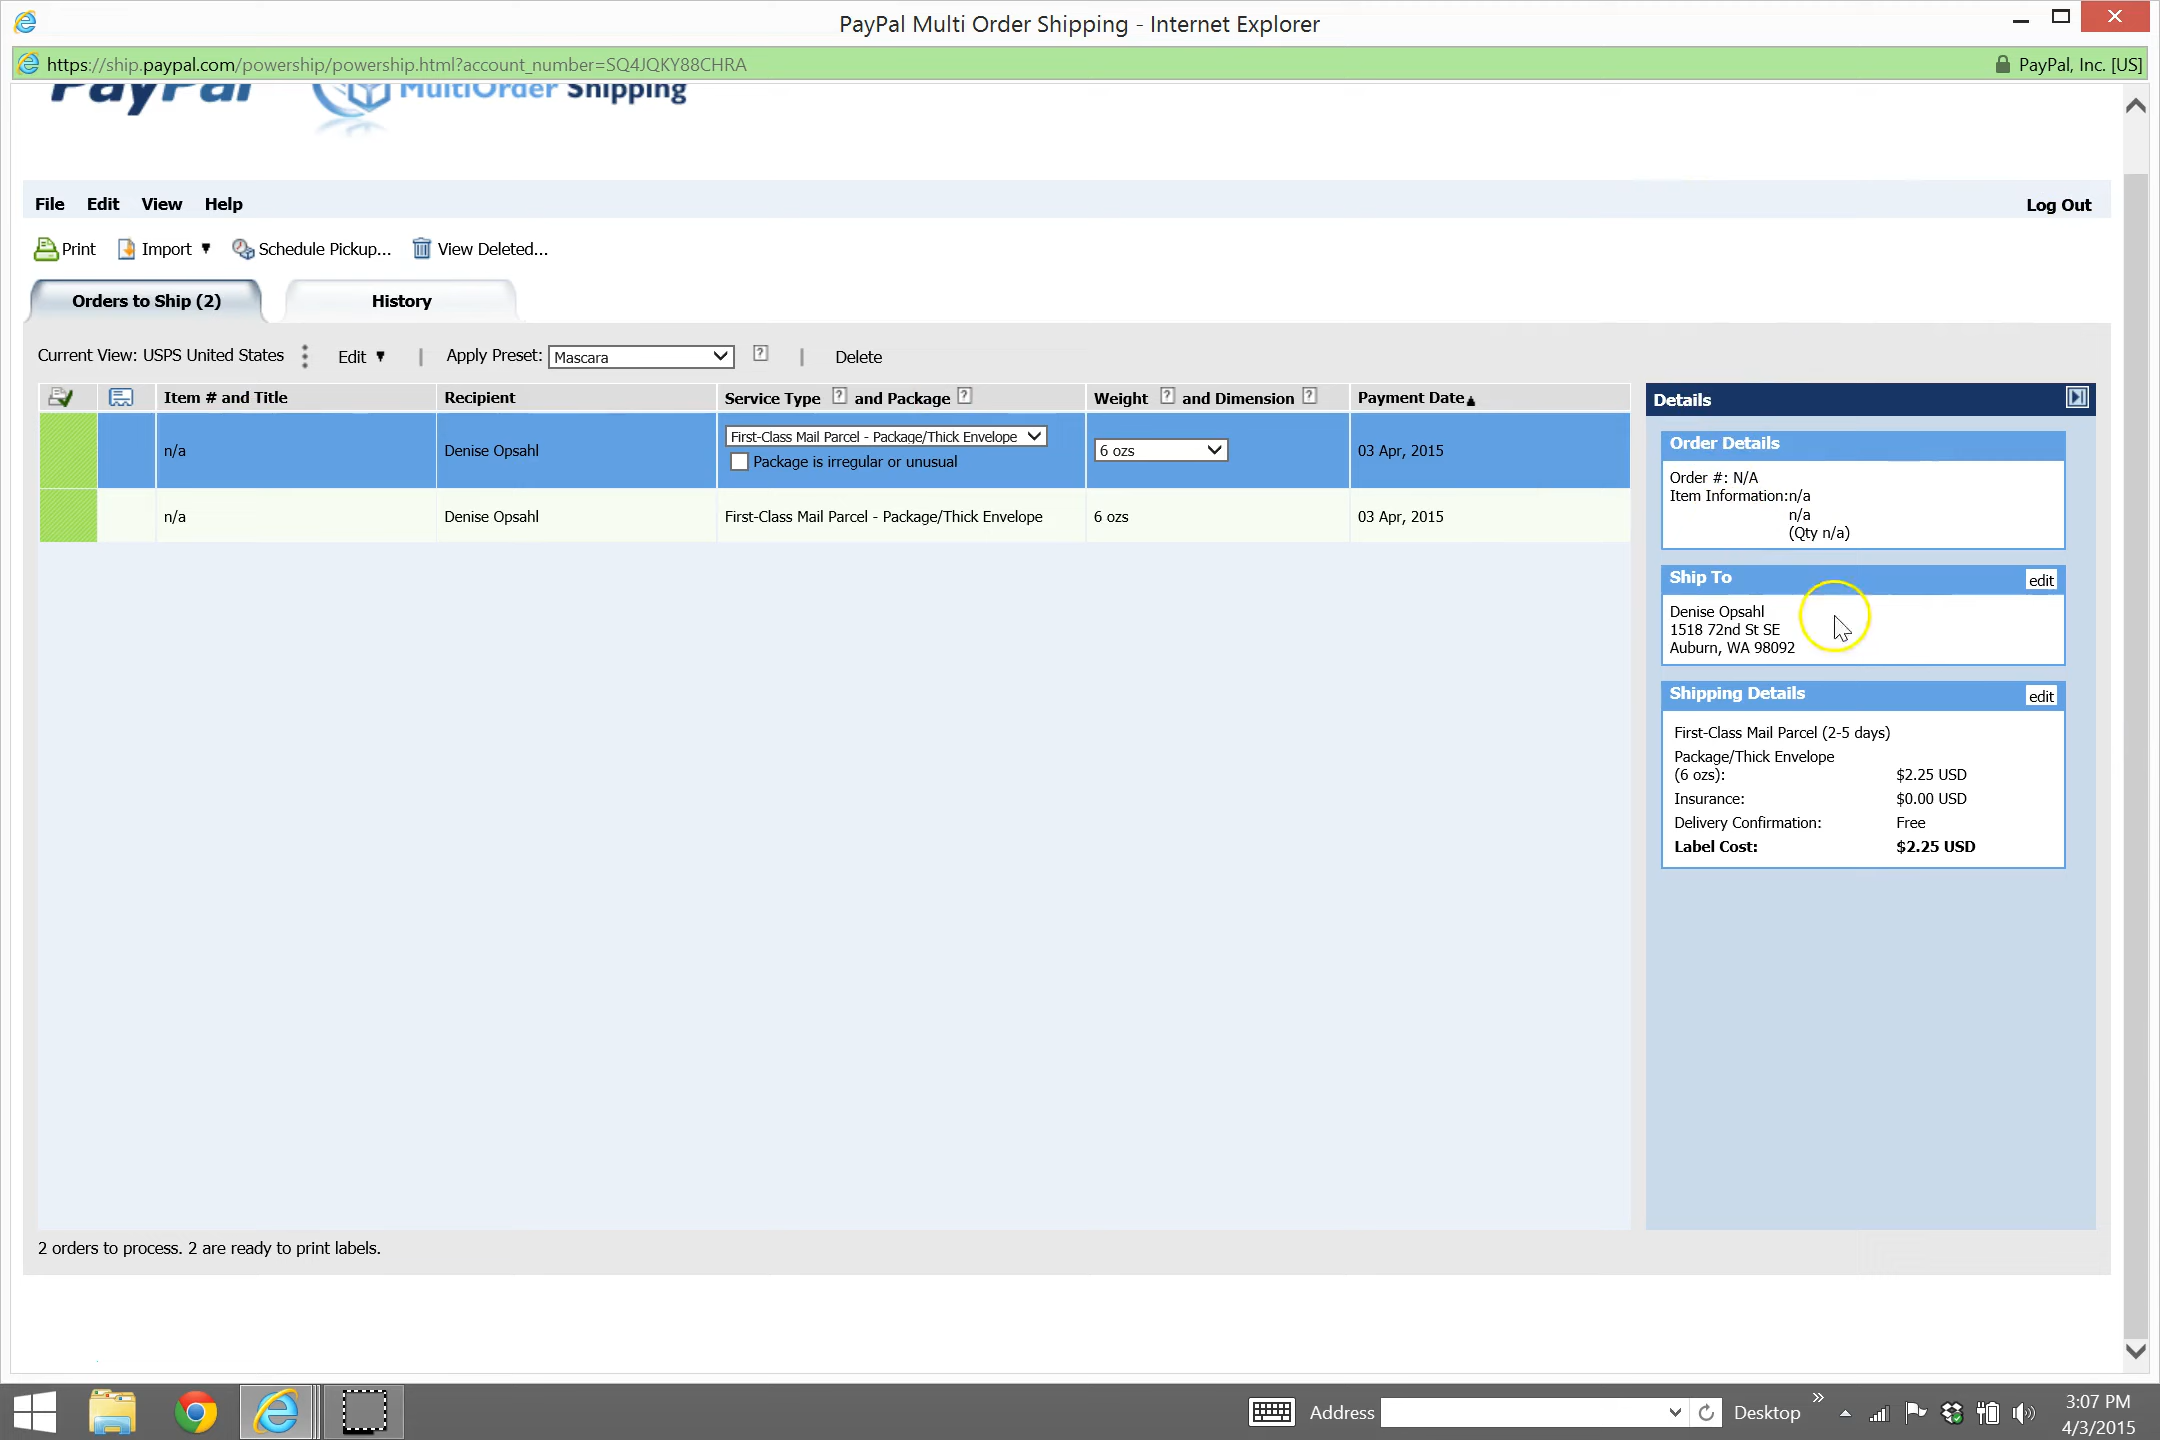 PayPal Multi Order Shipping - Internet Explorer
https://ship.paypal.com/powership/powership.html?account_number=SQ4JQKY88CHRA
PayPal, Inc. [US]
PayPal MultiOrder Shipping
File Edit View Help
Log Out
Print Import Schedule Pickup... View Deleted...
Orders to Ship (2) History
Current View: USPS United States Edit | Apply Preset: Mascara ? | Delete
Item # and Title Recipient Service Type ? and Package ? Weight ? and Dimension ? Payment Date
n/a Denise Opsahl First-Class Mail Parcel - Package/Thick Envelope 6 ozs 03 Apr, 2015
Package is irregular or unusual
n/a Denise Opsahl First-Class Mail Parcel - Package/Thick Envelope 6 ozs 03 Apr, 2015
Details
Order Details
Order #: N/A
Item Information:n/a
n/a
(Qty n/a)
Ship To edit
Denise Opsahl
1518 72nd St SE
Auburn, WA 98092
Shipping Details edit
First-Class Mail Parcel (2-5 days)
Package/Thick Envelope
(6 ozs): $2.25 USD
Insurance: $0.00 USD
Delivery Confirmation: Free
Label Cost: $2.25 USD
2 orders to process. 2 are ready to print labels.
Address Desktop »
3:07 PM
4/3/2015